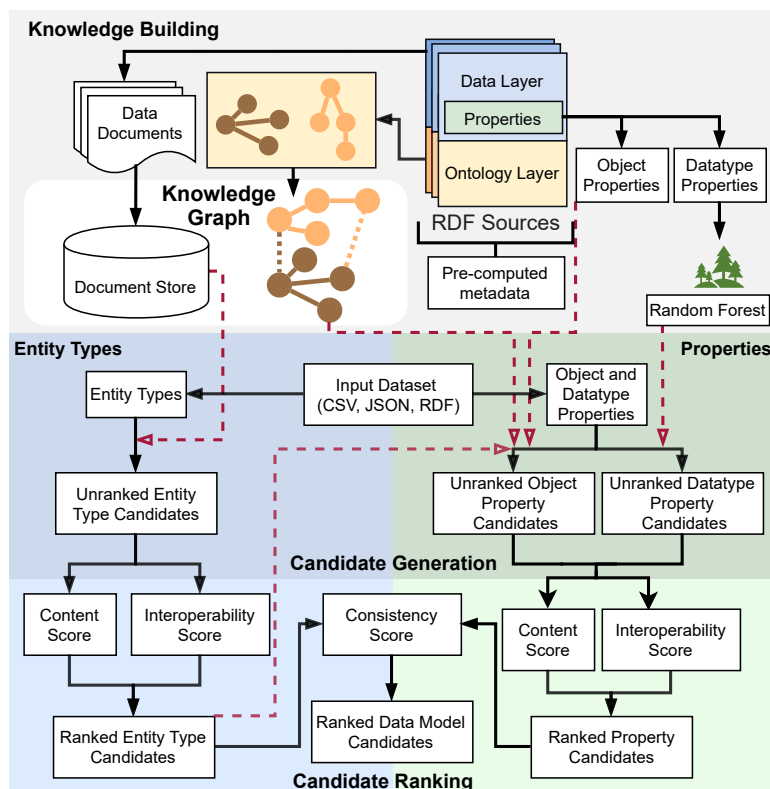 Knowledge Building
Data
Documents
Data Layer
Properties
Ontology Layer
Object
Properties
Datatype
Properties
Knowledge
Graph
RDF Sources
Document Store
Pre-computed
metadata
Random Forest
Entity Types
Properties
Entity Types
Input Dataset
(CSV, JSON, RDF)
Object and
Datatype
Properties
Unranked Entity
Type Candidates
Unranked Object
Property
Candidates
Unranked Datatype
Property
Candidates
Candidate Generation
Content
Score
Interoperability
Score
Consistency
Score
Content
Score
Interoperability
Score
Ranked Entity Type
Candidates
Ranked Data Model
Candidates
Ranked Property
Candidates
Candidate Ranking